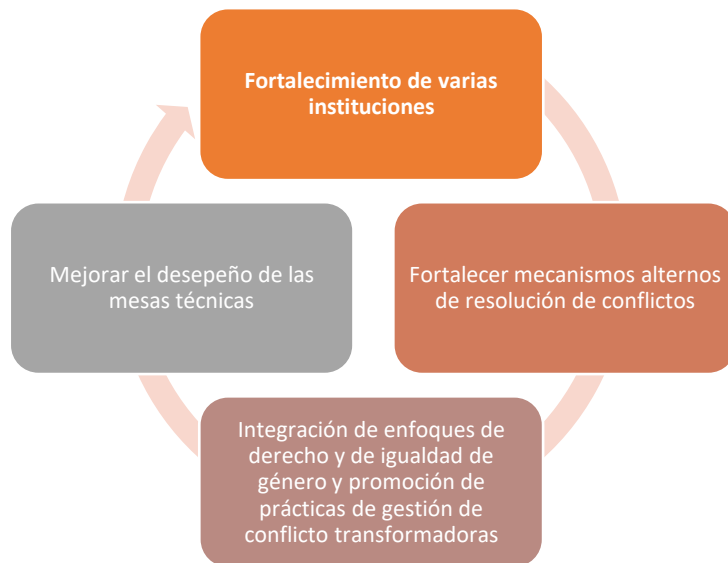 Fortalecimiento de varias
instituciones
Fortalecer mecanismos alternos
de resolución de conflictos
Integración de enfoques de
derecho y de igualdad de
género y promoción de
prácticas de gestión de
conflicto transformadoras
Mejorar el desepeño de las
mesas técnicas